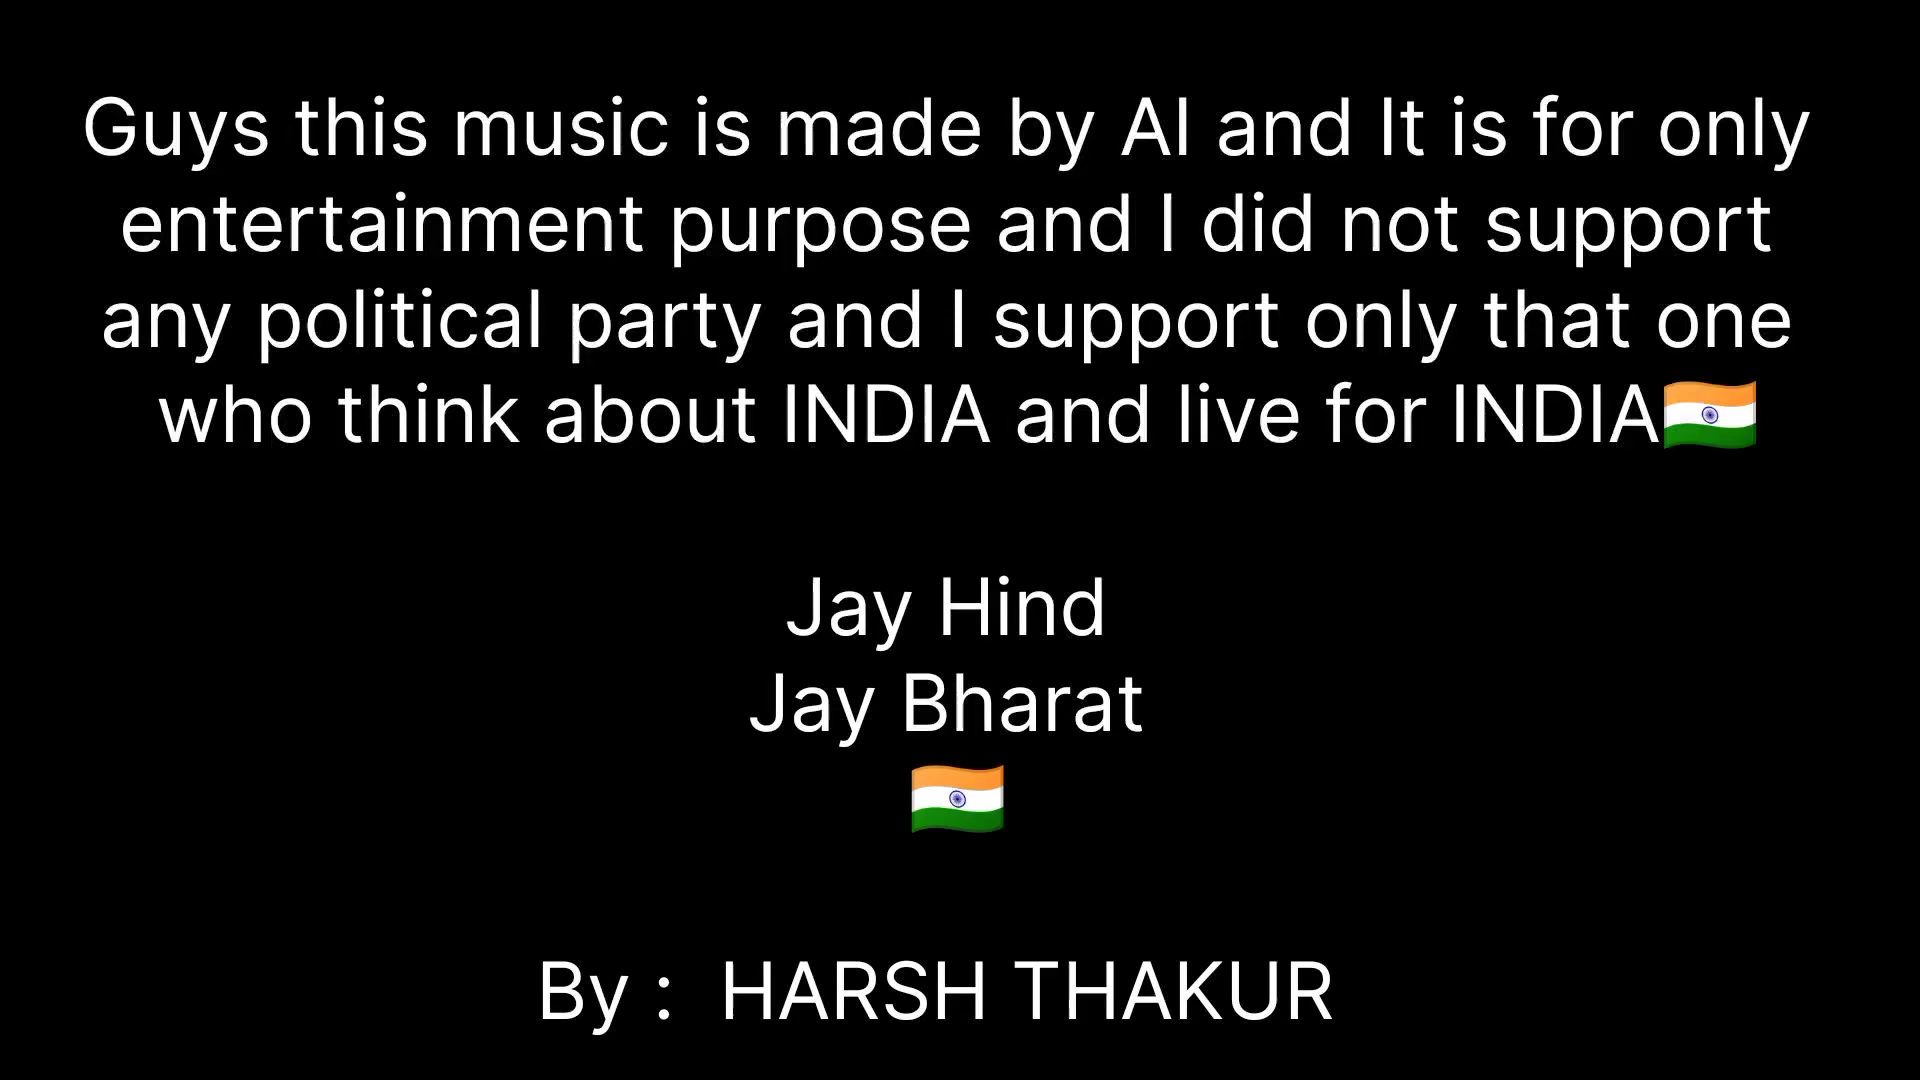 Guys this music is made by AI and It is for only
entertainment purpose and I did not support
any political party and I support only that one
who think about INDIA and live for INDIA🇮🇳
Jay Hind
Jay Bharat
🇮🇳
By :  HARSH THAKUR